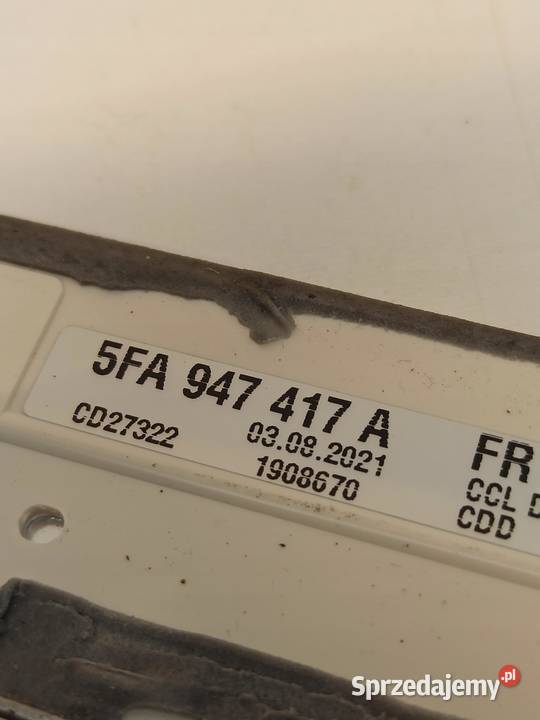 5FA 947 417 A FR
CD27322 03.08.2021 CCL
1908670 CDD
Sprzedajemy.pl